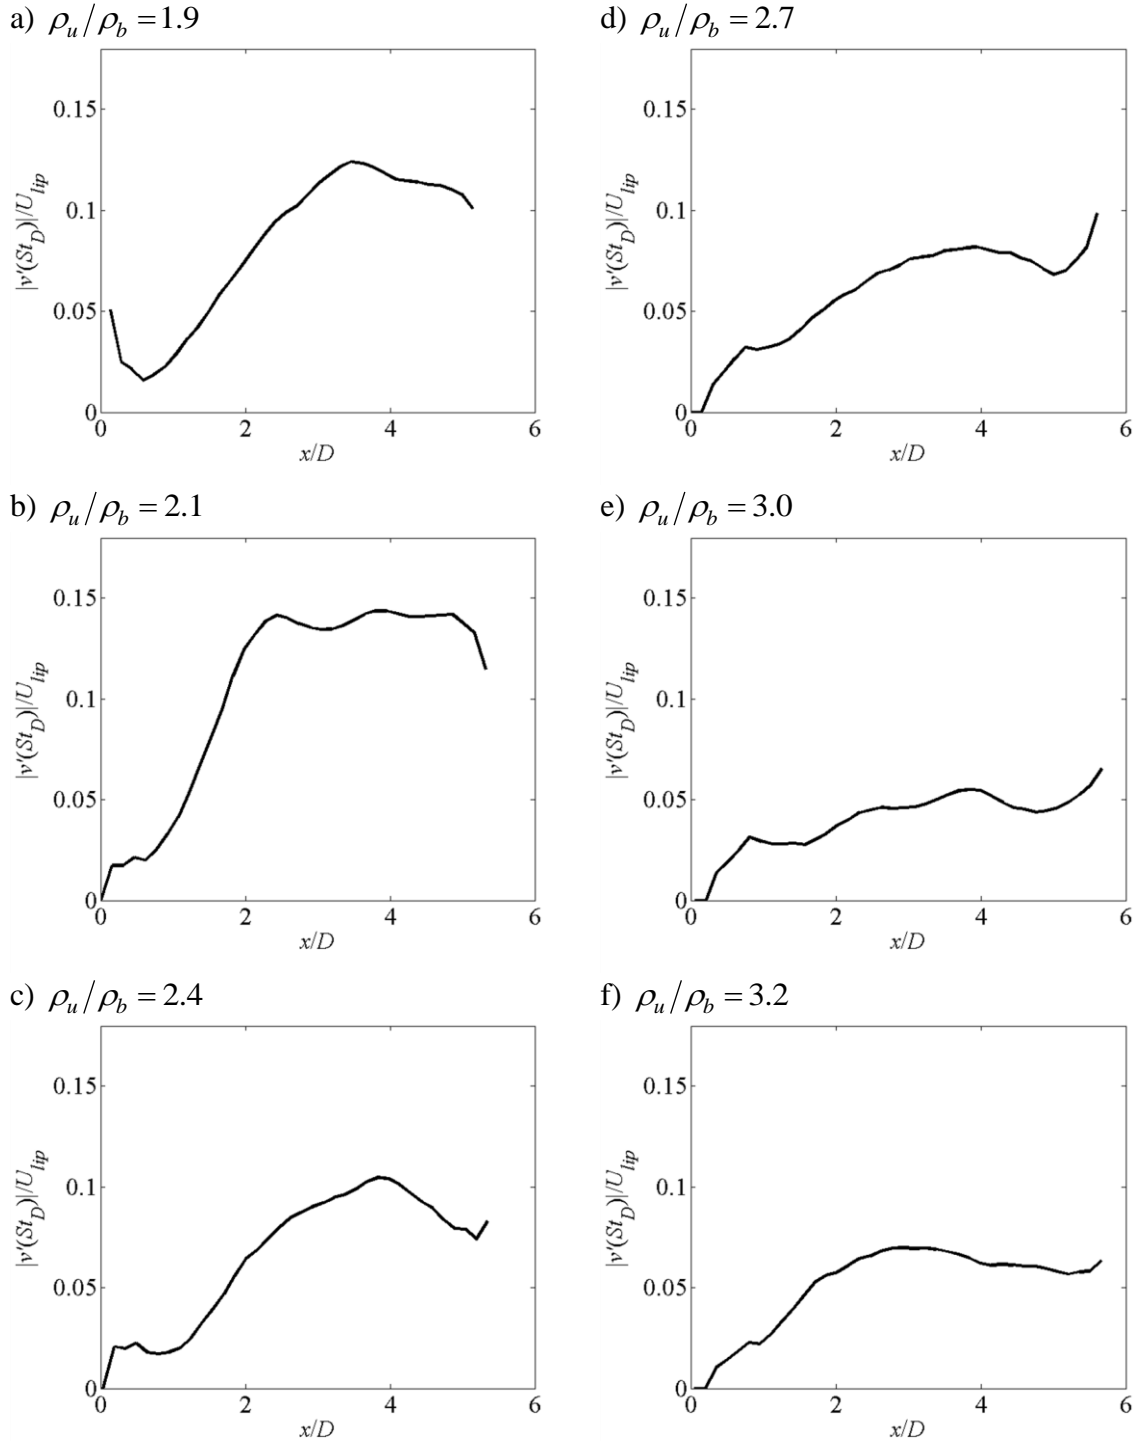 a) ρu/ρb = 1.9
0.15
0.1
0.05
0
|v'(StD)|/Ulip
0 2 4 6
x/D
b) ρu/ρb = 2.1
0.15
0.1
0.05
0
|v'(StD)|/Ulip
0 2 4 6
x/D
c) ρu/ρb = 2.4
0.15
0.1
0.05
0
|v'(StD)|/Ulip
0 2 4 6
x/D
d) ρu/ρb = 2.7
0.15
0.1
0.05
0
|v'(StD)|/Ulip
0 2 4 6
x/D
e) ρu/ρb = 3.0
0.15
0.1
0.05
0
|v'(StD)|/Ulip
0 2 4 6
x/D
f) ρu/ρb = 3.2
0.15
0.1
0.05
0
|v'(StD)|/Ulip
0 2 4 6
x/D